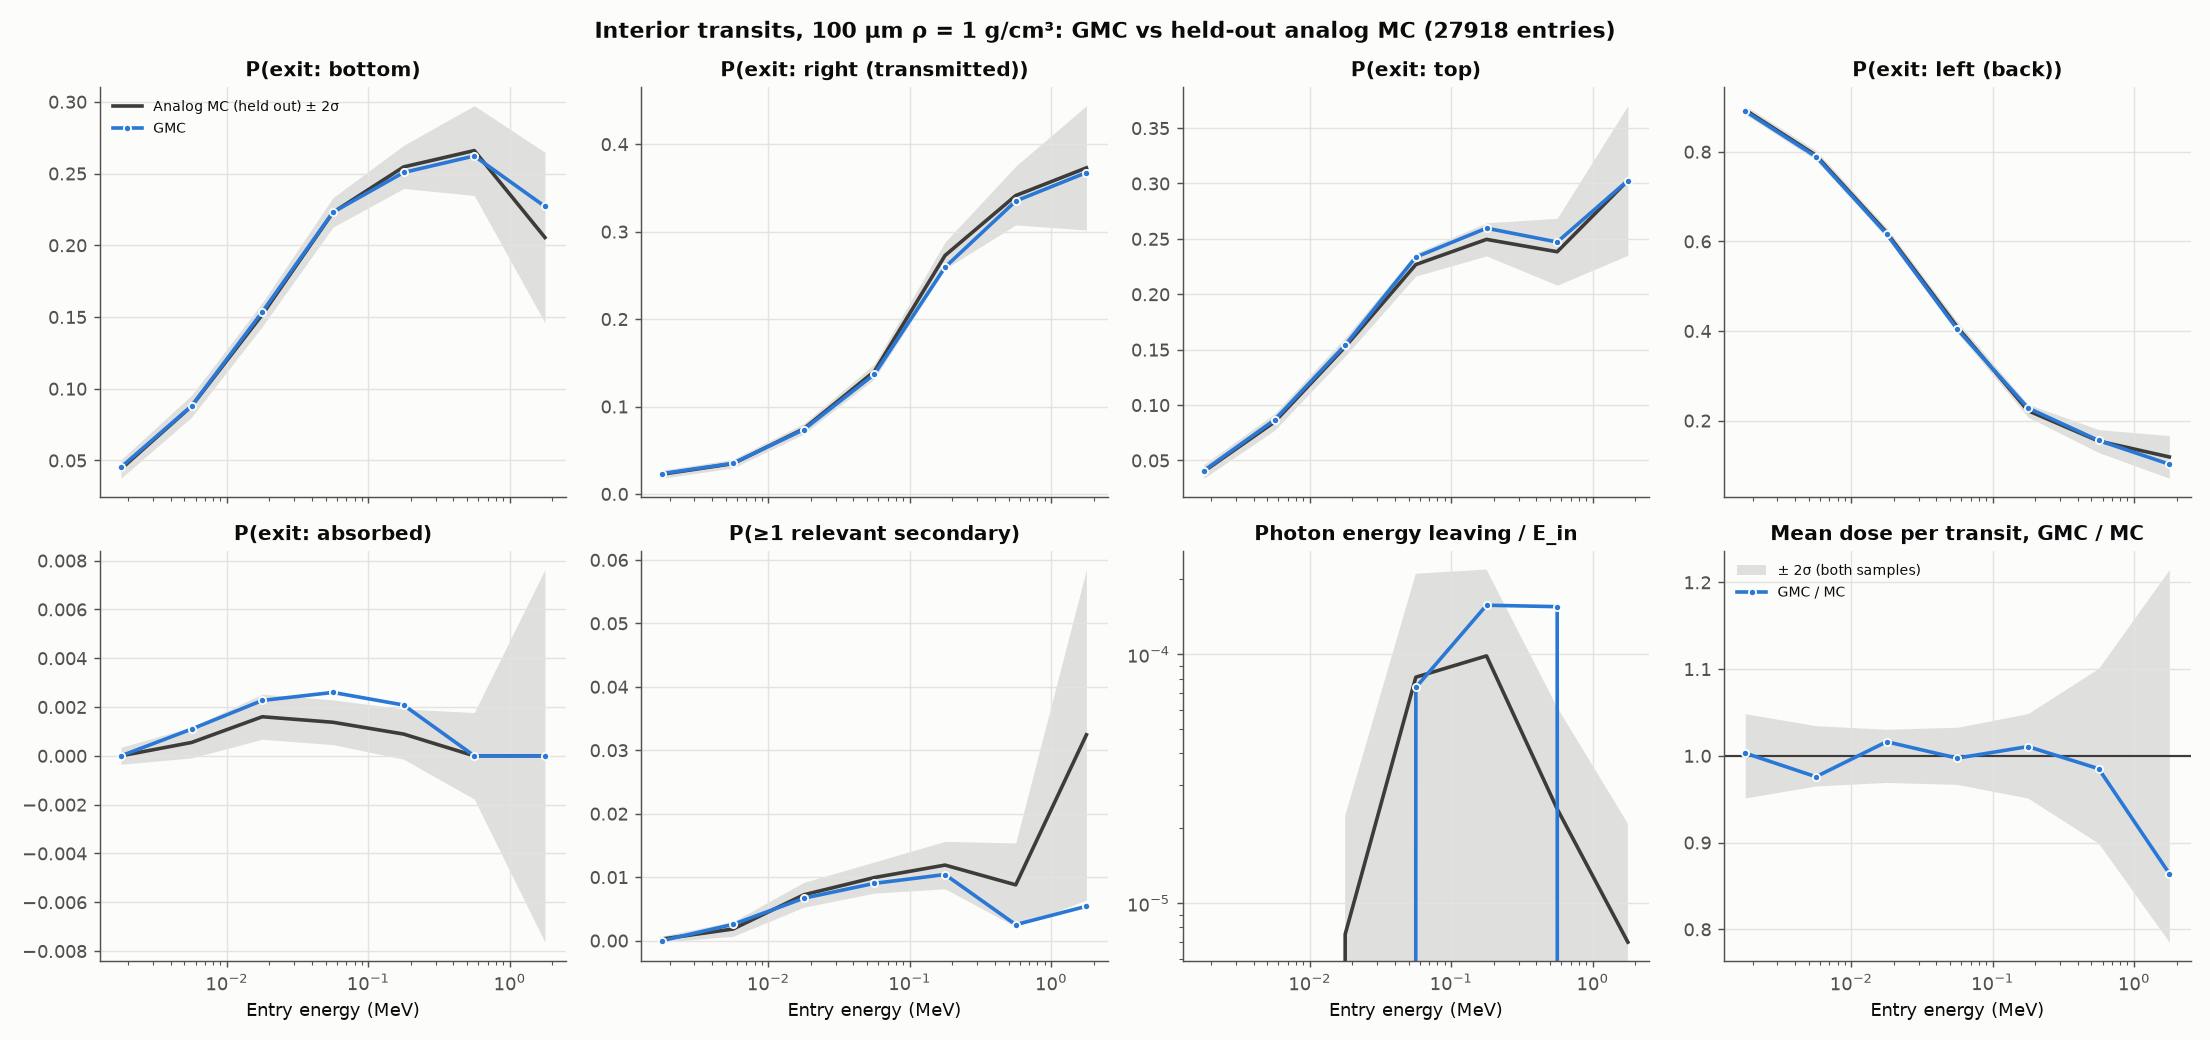 Interior transits, 100 µm ρ = 1 g/cm³: GMC vs held-out analog MC (27918 entries)
P(exit: bottom)
0.30
0.25
0.20
0.15
0.10
0.05
Analog MC (held out) ± 2σ
GMC
P(exit: right (transmitted))
0.4
0.3
0.2
0.1
0.0
P(exit: top)
0.35
0.30
0.25
0.20
0.15
0.10
0.05
P(exit: left (back))
0.8
0.6
0.4
0.2
P(exit: absorbed)
0.008
0.006
0.004
0.002
0.000
−0.002
−0.004
−0.006
−0.008
10⁻² 10⁻¹ 10⁰
Entry energy (MeV)
P(≥1 relevant secondary)
0.06
0.05
0.04
0.03
0.02
0.01
0.00
10⁻² 10⁻¹ 10⁰
Entry energy (MeV)
Photon energy leaving / E_in
10⁻⁴
10⁻⁵
10⁻² 10⁻¹ 10⁰
Entry energy (MeV)
Mean dose per transit, GMC / MC
1.2
1.1
1.0
0.9
0.8
± 2σ (both samples)
GMC / MC
10⁻² 10⁻¹ 10⁰
Entry energy (MeV)